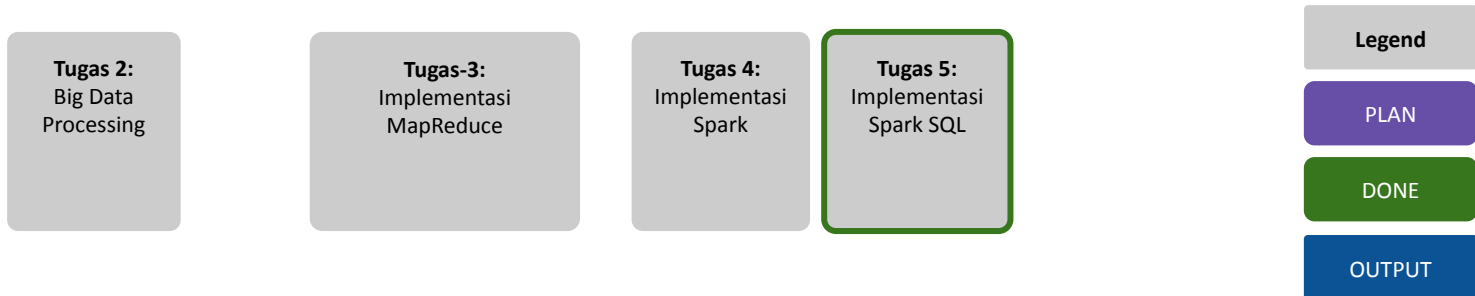 Tugas 2:
Big Data
Processing
Tugas-3:
Implementasi
MapReduce
Tugas 4:
Implementasi
Spark
Tugas 5:
Implementasi
Spark SQL
Legend
PLAN
DONE
OUTPUT